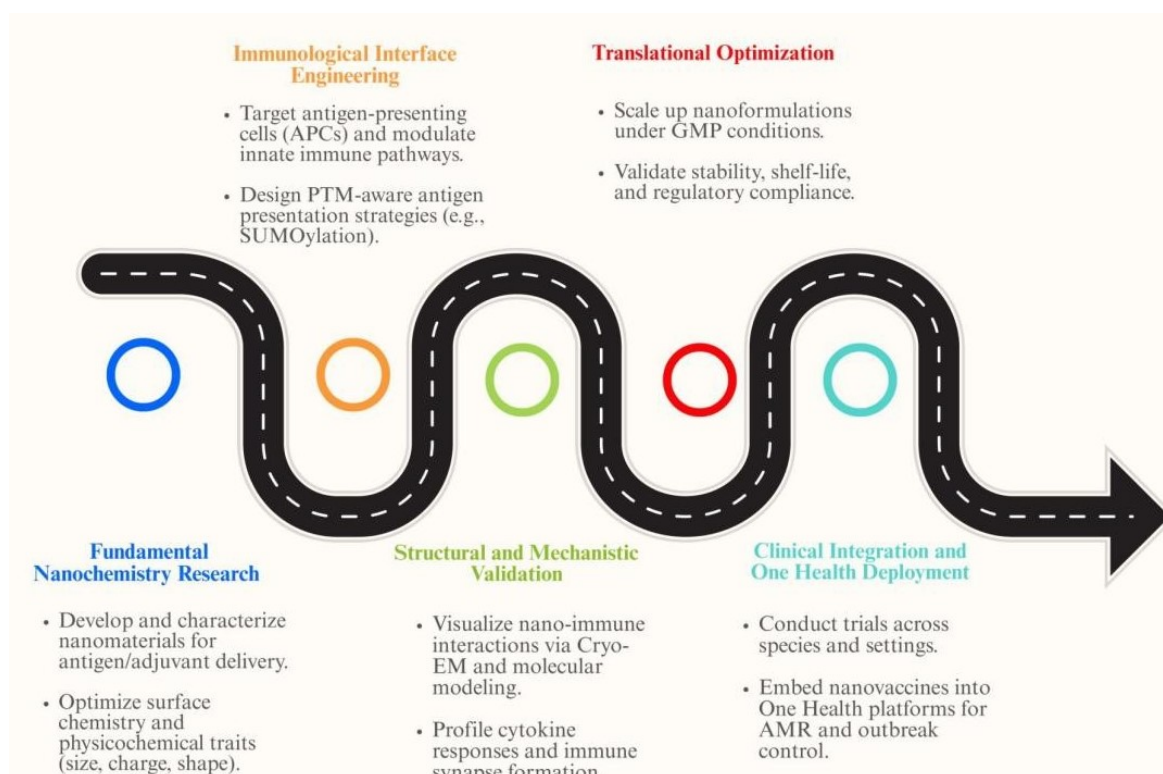 Immunological Interface
Engineering
• Target antigen-presenting
cells (APCs) and modulate
innate immune pathways.
• Design PTM-aware antigen
presentation strategies (e.g.,
SUMOylation).
Translational Optimization
• Scale up nanoformulations
under GMP conditions.
• Validate stability, shelf-life,
and regulatory compliance.
Fundamental
Nanochemistry Research
• Develop and characterize
nanomaterials for
antigen/adjuvant delivery.
• Optimize surface
chemistry and
physicochemical traits
(size, charge, shape).
Structural and Mechanistic
Validation
• Visualize nano-immune
interactions via Cryo-
EM and molecular
modeling.
• Profile cytokine
responses and immune
synapse formation
Clinical Integration and
One Health Deployment
• Conduct trials across
species and settings.
• Embed nanovaccines into
One Health platforms for
AMR and outbreak
control.